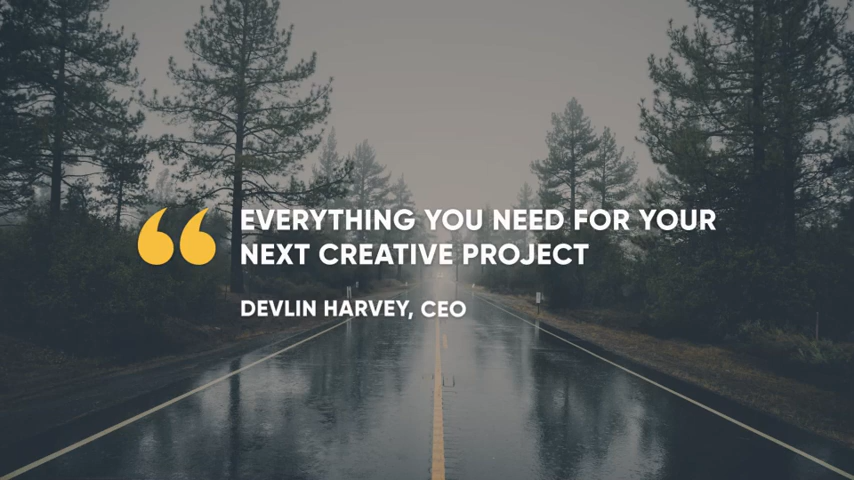 EVERYTHING YOU NEED FOR YOUR
NEXT CREATIVE PROJECT
DEVLIN HARVEY, CEO